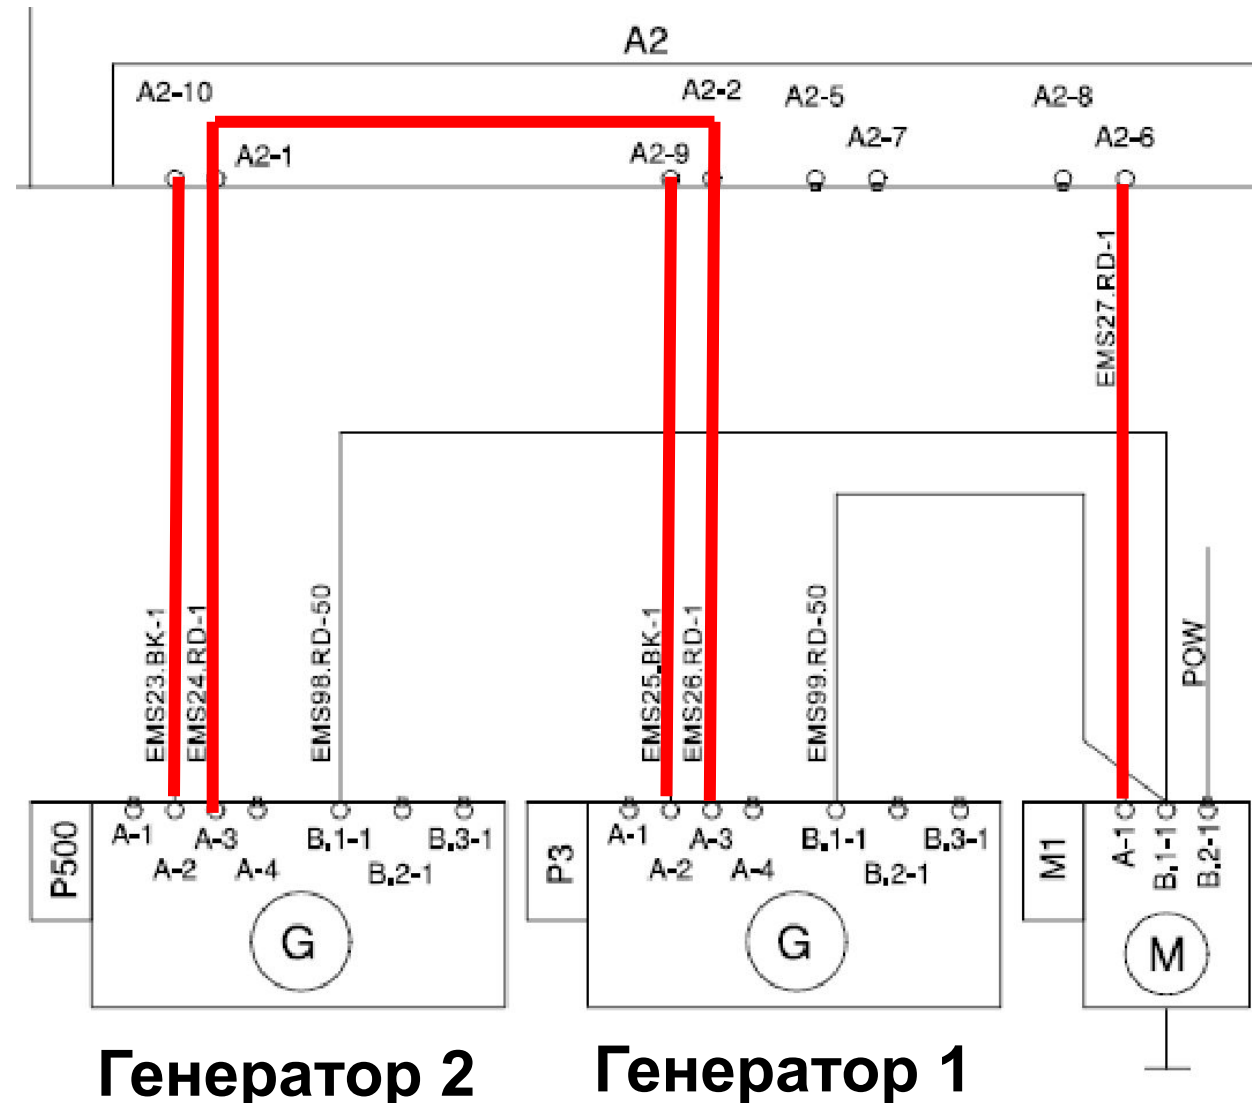 A2
A2-10
A2-2
A2-5
A2-8
A2-7
A2-6
A2-1
A2-9
EMS27.RD-1
EMS23.BK-1
EMS24.RD-1
EMS98.RD-50
EMS25.BK-1
EMS26.RD-1
EMS99.RD-50
POW
P500
A-1
A-2
A-3
A-4
B.1-1
B.2-1
B.3-1
G
P3
A-1
A-2
A-3
A-4
B.1-1
B.2-1
B.3-1
G
M1
A-1
B.1-1
B.2-1
M
Генератор 2
Генератор 1